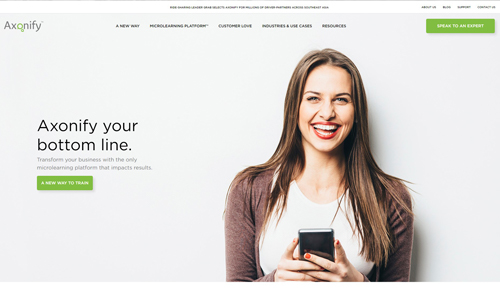 RIDE-SHARING LEADER GRAB SELECTS AXONIFY FOR MILLIONS OF DRIVER-PARTNERS ACROSS SOUTHEAST ASIA
ABOUT US BLOG SUPPORT CONTACT US
Axonify
A NEW WAY MICROLEARNING PLATFORM™ CUSTOMER LOVE INDUSTRIES & USE CASES RESOURCES
SPEAK TO AN EXPERT
Axonify your
bottom line.
Transform your business with the only
microlearning platform that impacts results.
A NEW WAY TO TRAIN